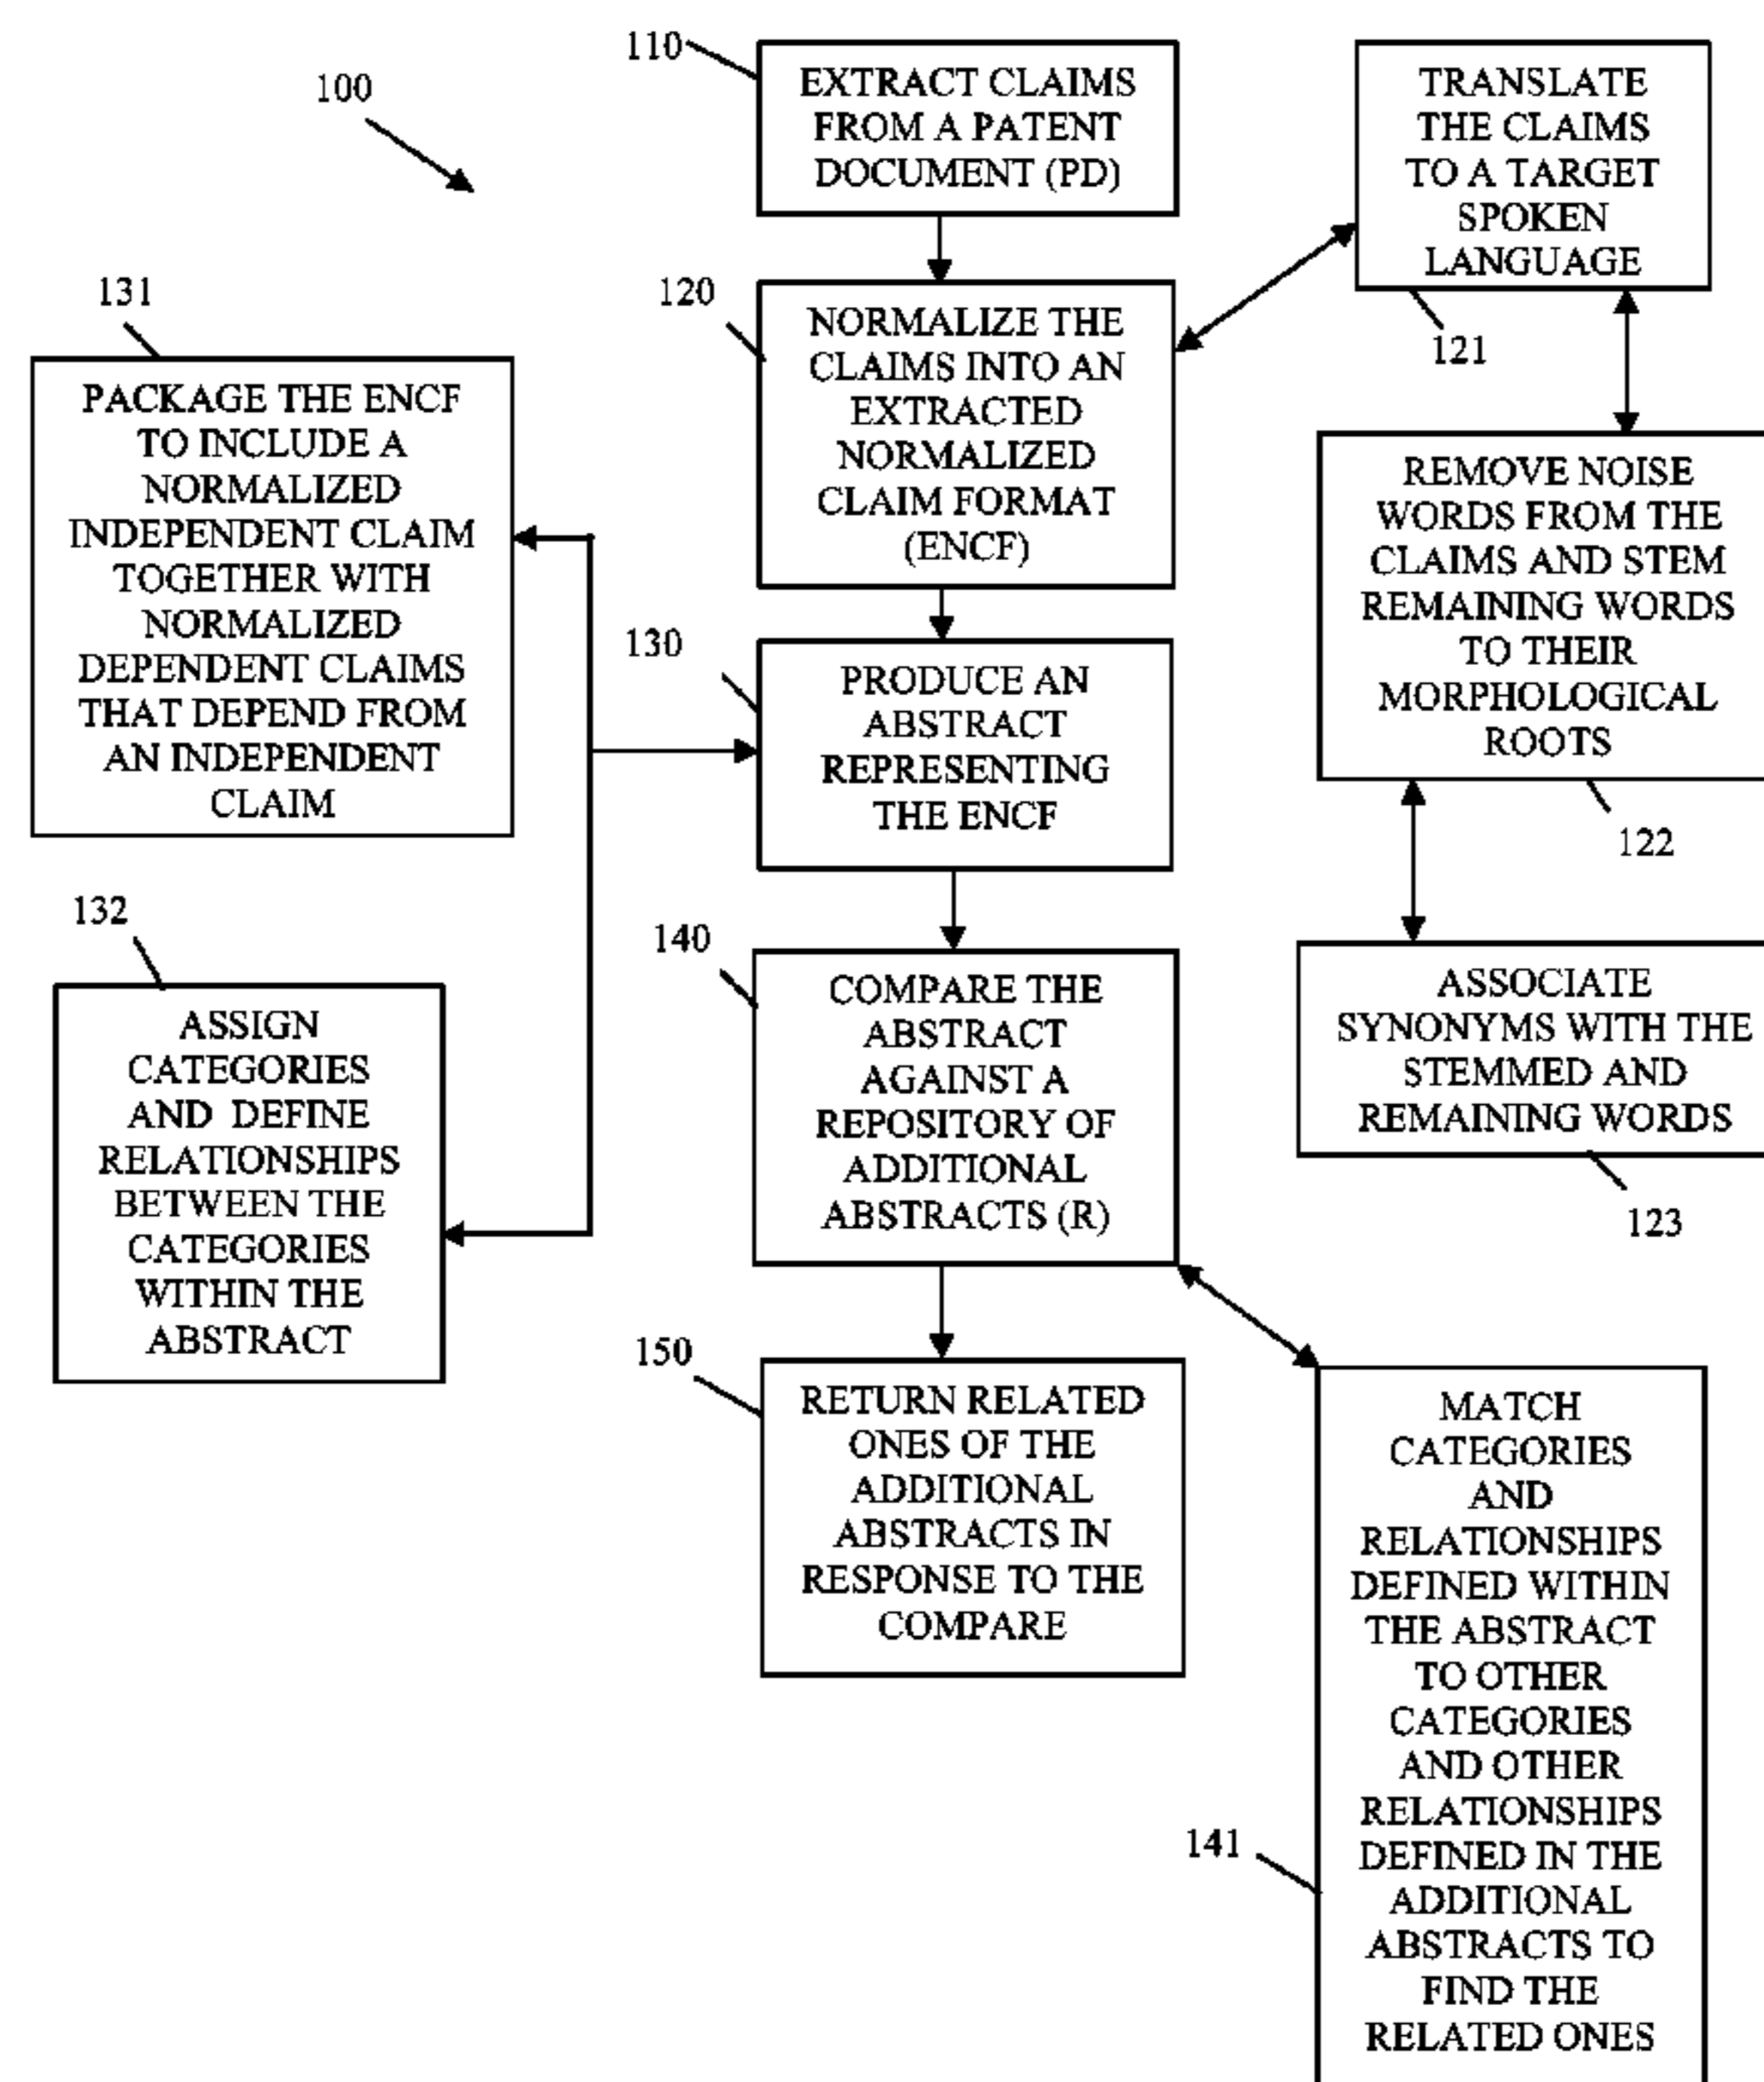 100
110
EXTRACT CLAIMS
FROM A PATENT
DOCUMENT (PD)
120
NORMALIZE THE
CLAIMS INTO AN
EXTRACTED
NORMALIZED
CLAIM FORMAT
(ENCF)
TRANSLATE
THE CLAIMS
TO A TARGET
SPOKEN
LANGUAGE
121
REMOVE NOISE
WORDS FROM THE
CLAIMS AND STEM
REMAINING WORDS
TO THEIR
MORPHOLOGICAL
ROOTS
122
ASSOCIATE
SYNONYMS WITH THE
STEMMED AND
REMAINING WORDS
123
130
PRODUCE AN
ABSTRACT
REPRESENTING
THE ENCF
131
PACKAGE THE ENCF
TO INCLUDE A
NORMALIZED
INDEPENDENT CLAIM
TOGETHER WITH
NORMALIZED
DEPENDENT CLAIMS
THAT DEPEND FROM
AN INDEPENDENT
CLAIM
132
ASSIGN
CATEGORIES
AND DEFINE
RELATIONSHIPS
BETWEEN THE
CATEGORIES
WITHIN THE
ABSTRACT
140
COMPARE THE
ABSTRACT
AGAINST A
REPOSITORY OF
ADDITIONAL
ABSTRACTS (R)
141
MATCH
CATEGORIES
AND
RELATIONSHIPS
DEFINED WITHIN
THE ABSTRACT
TO OTHER
CATEGORIES
AND OTHER
RELATIONSHIPS
DEFINED IN THE
ADDITIONAL
ABSTRACTS TO
FIND THE
RELATED ONES
150
RETURN RELATED
ONES OF THE
ADDITIONAL
ABSTRACTS IN
RESPONSE TO THE
COMPARE